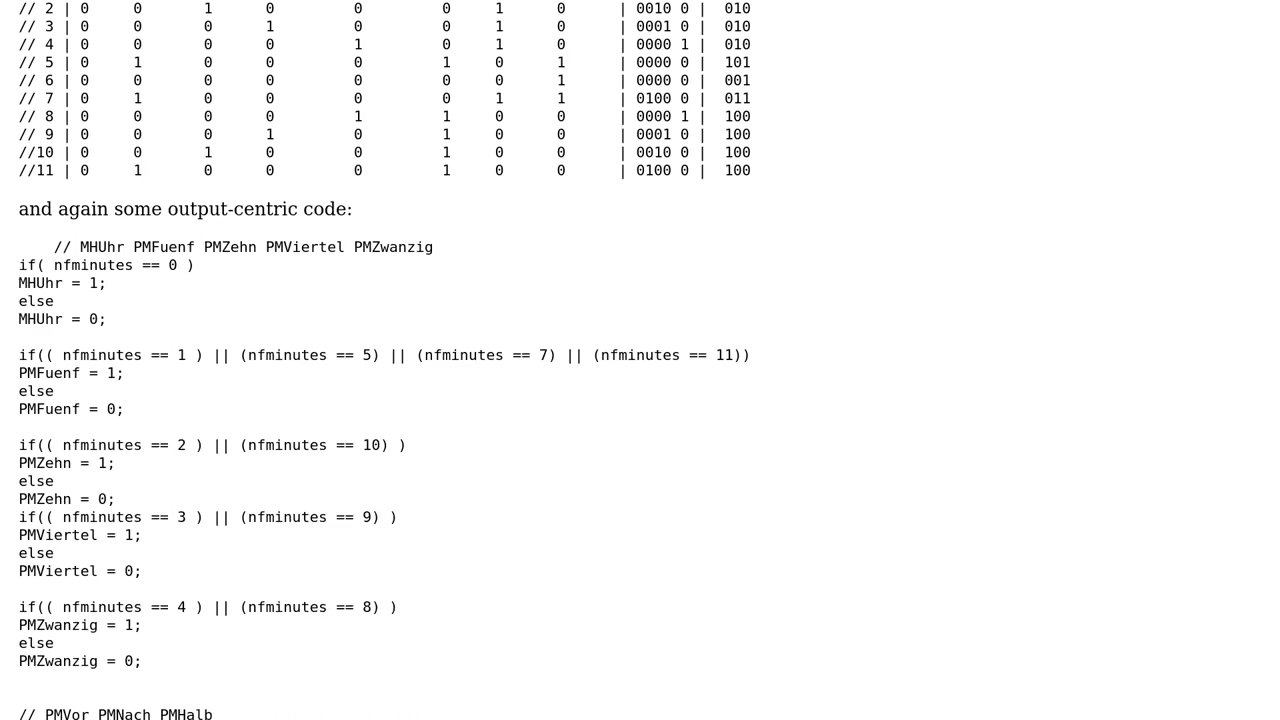 // 2 | 0 0 1 0 0 0 1 0 | 0010 0 | 010
// 3 | 0 0 0 1 0 0 1 0 | 0001 0 | 010
// 4 | 0 0 0 0 1 0 1 0 | 0000 1 | 010
// 5 | 0 1 0 0 0 1 0 1 | 0000 0 | 101
// 6 | 0 0 0 0 0 0 0 1 | 0000 0 | 001
// 7 | 0 1 0 0 0 0 1 1 | 0100 0 | 011
// 8 | 0 0 0 0 1 1 0 0 | 0000 1 | 100
// 9 | 0 0 0 1 0 1 0 0 | 0001 0 | 100
//10 | 0 0 1 0 0 1 0 0 | 0010 0 | 100
//11 | 0 1 0 0 0 1 0 0 | 0100 0 | 100
and again some output-centric code:
// MHUhr PMFuenf PMZehn PMViertel PMZwanzig
if( nfminutes == 0 )
MHUhr = 1;
else
MHUhr = 0;
if(( nfminutes == 1 ) || (nfminutes == 5) || (nfminutes == 7) || (nfminutes == 11))
PMFuenf = 1;
else
PMFuenf = 0;
if(( nfminutes == 2 ) || (nfminutes == 10) )
PMZehn = 1;
else
PMZehn = 0;
if(( nfminutes == 3 ) || (nfminutes == 9) )
PMViertel = 1;
else
PMViertel = 0;
if(( nfminutes == 4 ) || (nfminutes == 8) )
PMZwanzig = 1;
else
PMZwanzig = 0;
// PMVor PMNach PMHalb